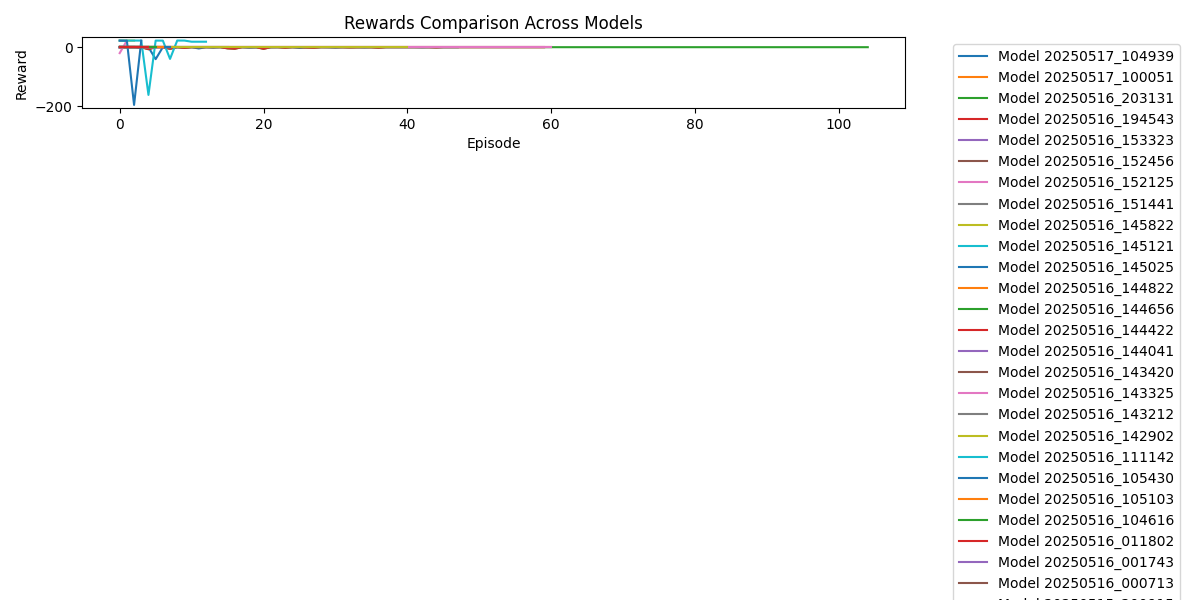 Rewards Comparison Across Models
Reward
0
−200
0 20 40 60 80 100
Episode
Model 20250517_104939
Model 20250517_100051
Model 20250516_203131
Model 20250516_194543
Model 20250516_153323
Model 20250516_152456
Model 20250516_152125
Model 20250516_151441
Model 20250516_145822
Model 20250516_145121
Model 20250516_145025
Model 20250516_144822
Model 20250516_144656
Model 20250516_144422
Model 20250516_144041
Model 20250516_143420
Model 20250516_143325
Model 20250516_143212
Model 20250516_142902
Model 20250516_111142
Model 20250516_105430
Model 20250516_105103
Model 20250516_104616
Model 20250516_011802
Model 20250516_001743
Model 20250516_000713